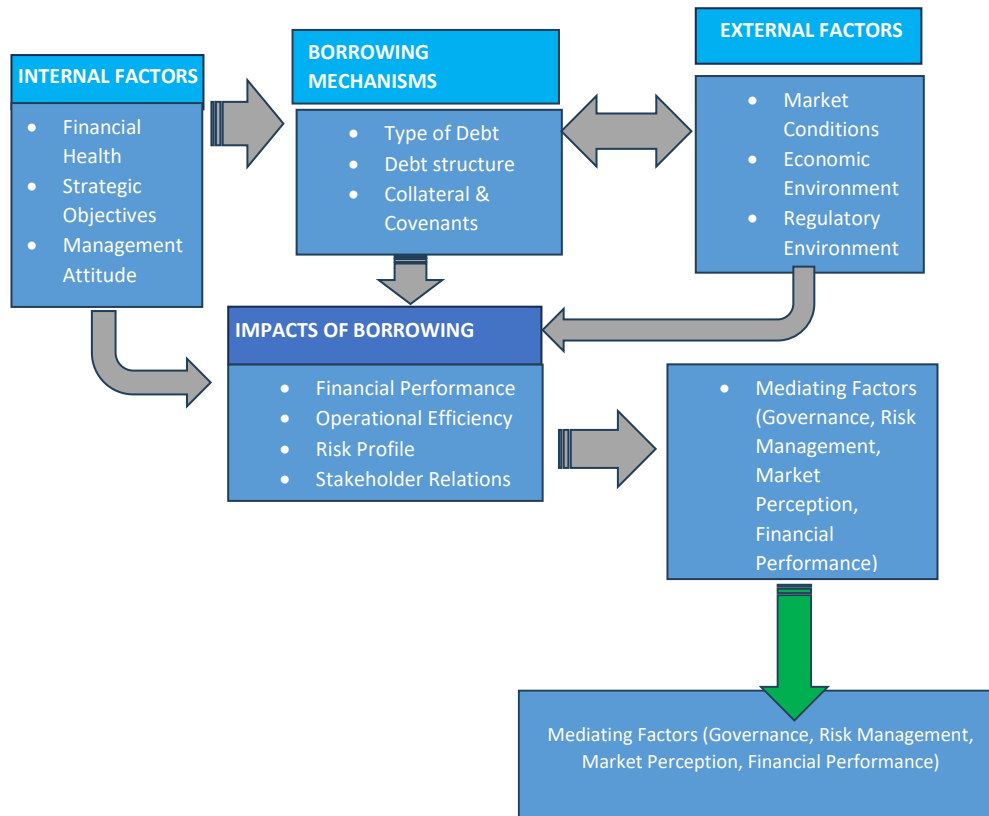 INTERNAL FACTORS
• Financial
Health
• Strategic
Objectives
• Management
Attitude
BORROWING
MECHANISMS
• Type of Debt
• Debt structure
• Collateral &
Covenants
EXTERNAL FACTORS
• Market
Conditions
• Economic
Environment
• Regulatory
Environment
IMPACTS OF BORROWING
• Financial Performance
• Operational Efficiency
• Risk Profile
• Stakeholder Relations
• Mediating Factors
(Governance, Risk
Management,
Market
Perception,
Financial
Performance)
Mediating Factors (Governance, Risk Management,
Market Perception, Financial Performance)